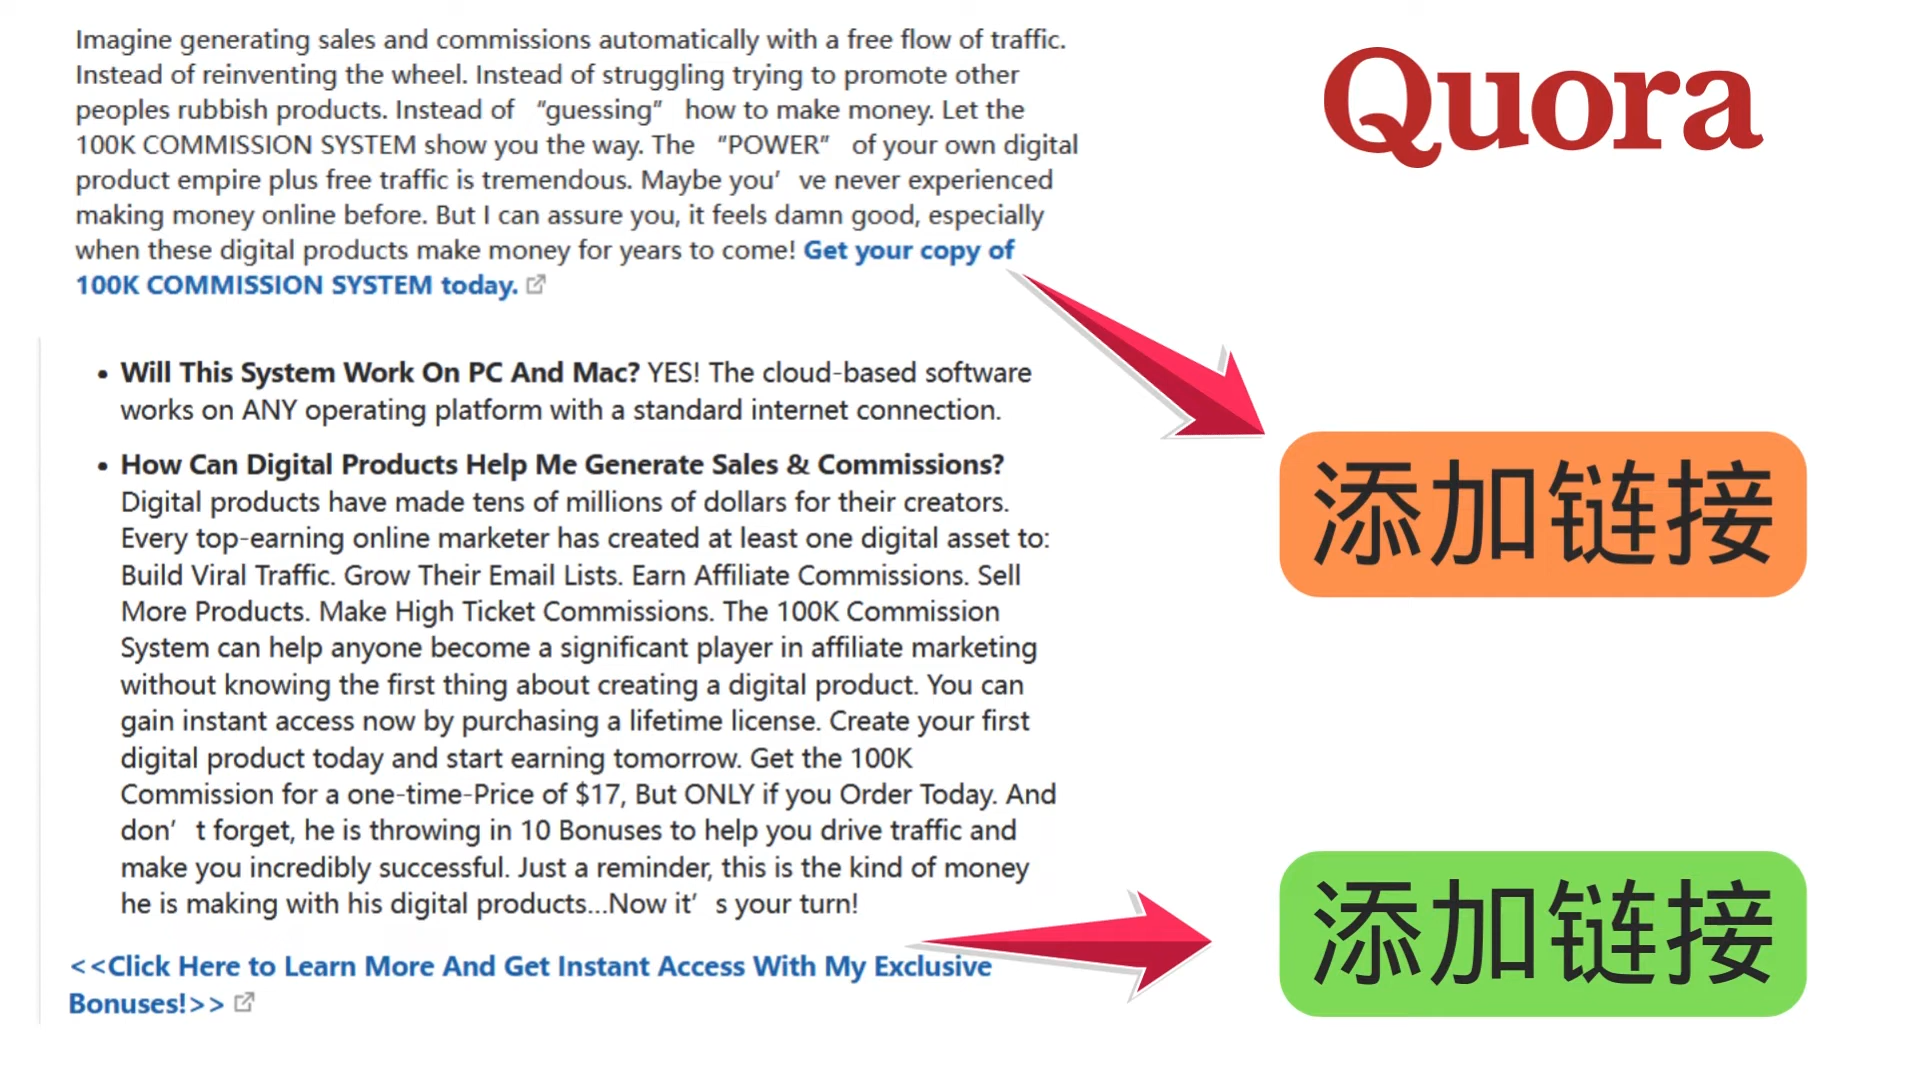 Imagine generating sales and commissions automatically with a free flow of traffic.
Instead of reinventing the wheel. Instead of struggling trying to promote other
peoples rubbish products. Instead of “guessing” how to make money. Let the
100K COMMISSION SYSTEM show you the way. The “POWER” of your own digital
product empire plus free traffic is tremendous. Maybe you’ ve never experienced
making money online before. But I can assure you, it feels damn good, especially
when these digital products make money for years to come! Get your copy of
100K COMMISSION SYSTEM today.
Quora
• Will This System Work On PC And Mac? YES! The cloud-based software
works on ANY operating platform with a standard internet connection.
• How Can Digital Products Help Me Generate Sales & Commissions?
Digital products have made tens of millions of dollars for their creators.
Every top-earning online marketer has created at least one digital asset to:
Build Viral Traffic. Grow Their Email Lists. Earn Affiliate Commissions. Sell
More Products. Make High Ticket Commissions. The 100K Commission
System can help anyone become a significant player in affiliate marketing
without knowing the first thing about creating a digital product. You can
gain instant access now by purchasing a lifetime license. Create your first
digital product today and start earning tomorrow. Get the 100K
Commission for a one-time-Price of $17, But ONLY if you Order Today. And
don’ t forget, he is throwing in 10 Bonuses to help you drive traffic and
make you incredibly successful. Just a reminder, this is the kind of money
he is making with his digital products...Now it’ s your turn!
<<Click Here to Learn More And Get Instant Access With My Exclusive
Bonuses!>>
添加链接
添加链接